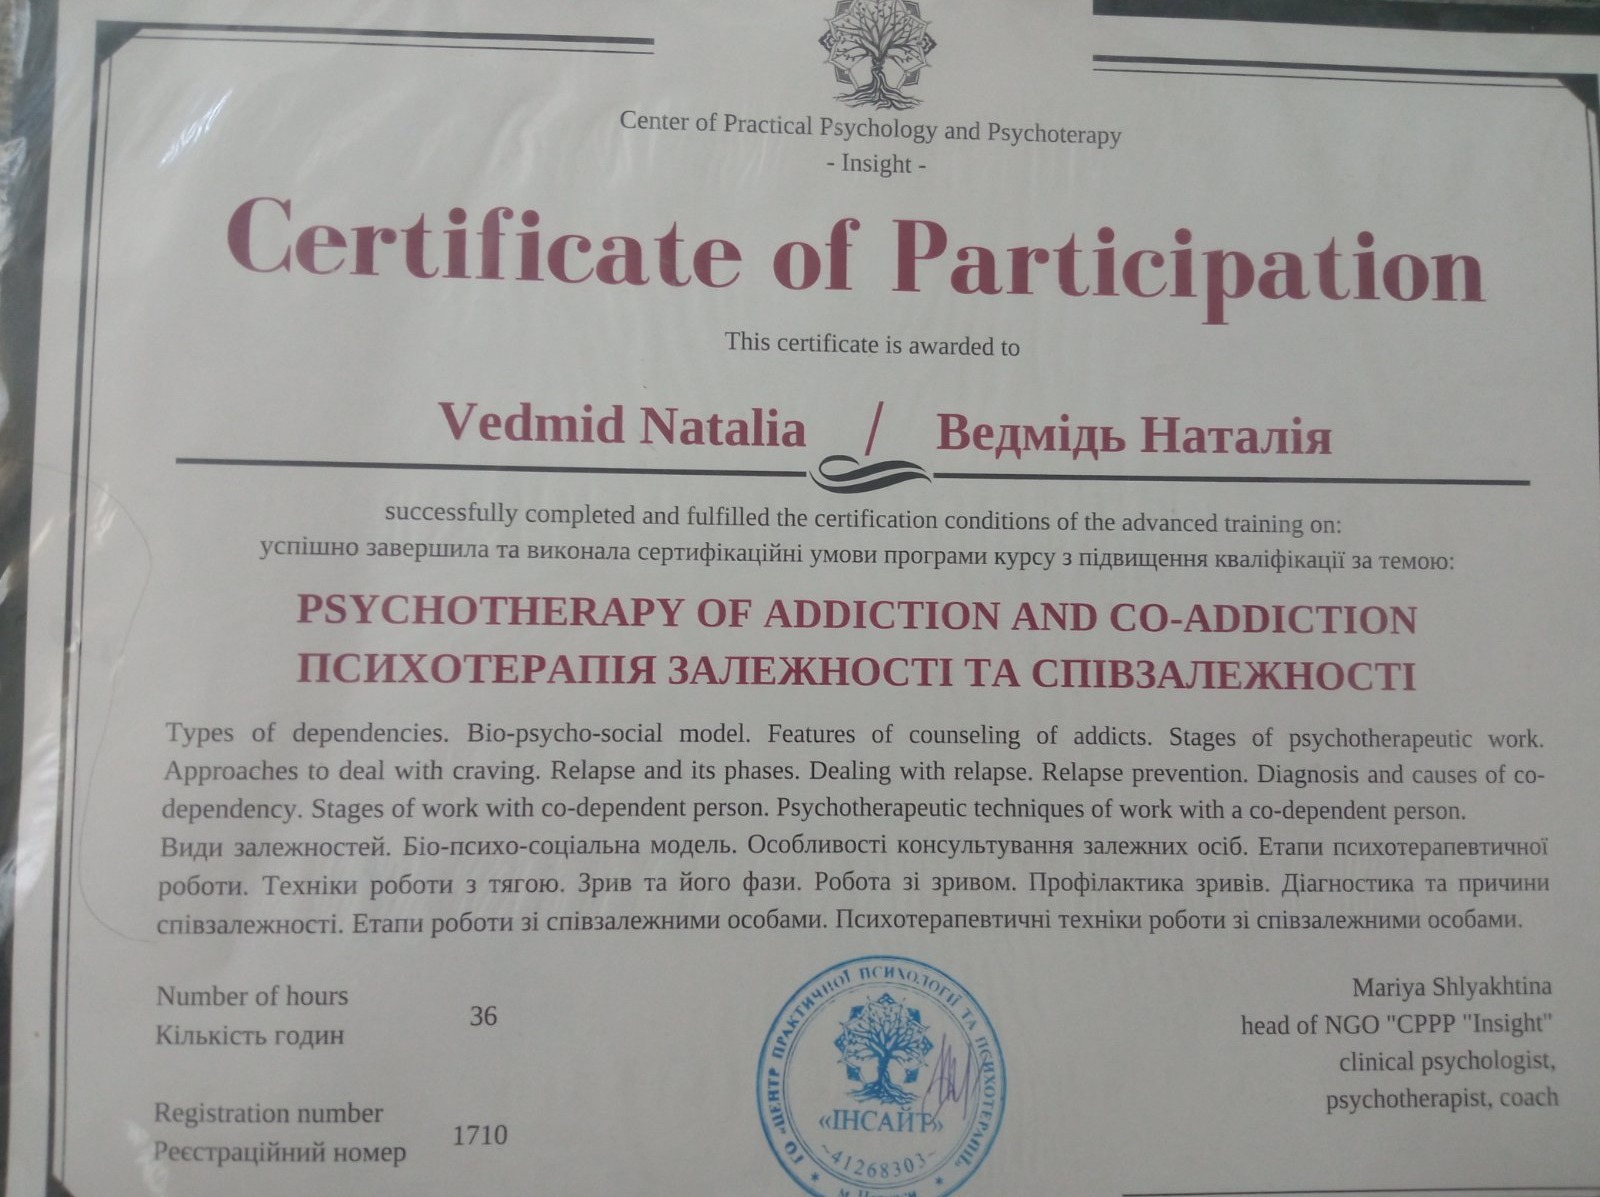 Center of Practical Psychology and Psychoterapy
- Insight -
Certificate of Participation
This certificate is awarded to
Vedmid Natalia / Ведмідь Наталія
successfully completed and fulfilled the certification conditions of the advanced training on:
успішно завершила та виконала сертифікаційні умови програми курсу з підвищення кваліфікації за темою:
PSYCHOTHERAPY OF ADDICTION AND CO-ADDICTION
ПСИХОТЕРАПІЯ ЗАЛЕЖНОСТІ ТА СПІВЗАЛЕЖНОСТІ
Types of dependencies. Bio-psycho-social model. Features of counseling of addicts. Stages of psychotherapeutic work.
Approaches to deal with craving. Relapse and its phases. Dealing with relapse. Relapse prevention. Diagnosis and causes of co-
dependency. Stages of work with co-dependent person. Psychotherapeutic techniques of work with a co-dependent person.
Види залежностей. Біо-психо-соціальна модель. Особливості консультування залежних осіб. Етапи психотерапевтичної
роботи. Техніки роботи з тягою. Зрив та його фази. Робота зі зривом. Профілактика зривів. Діагностика та причини
співзалежності. Етапи роботи зі співзалежними особами. Психотерапевтичні техніки роботи зі співзалежними особами.
Number of hours
Кількість годин
36
Registration number
Реєстраційний номер
1710
ГО «ЦЕНТР ПРАКТИЧНОЇ ПСИХОЛОГІЇ ТА ПСИХОТЕРАПІЇ»
«ІНСАЙТ»
~41268303~
Mariya Shlyakhtina
head of NGO "CPPP "Insight"
clinical psychologist,
psychotherapist, coach